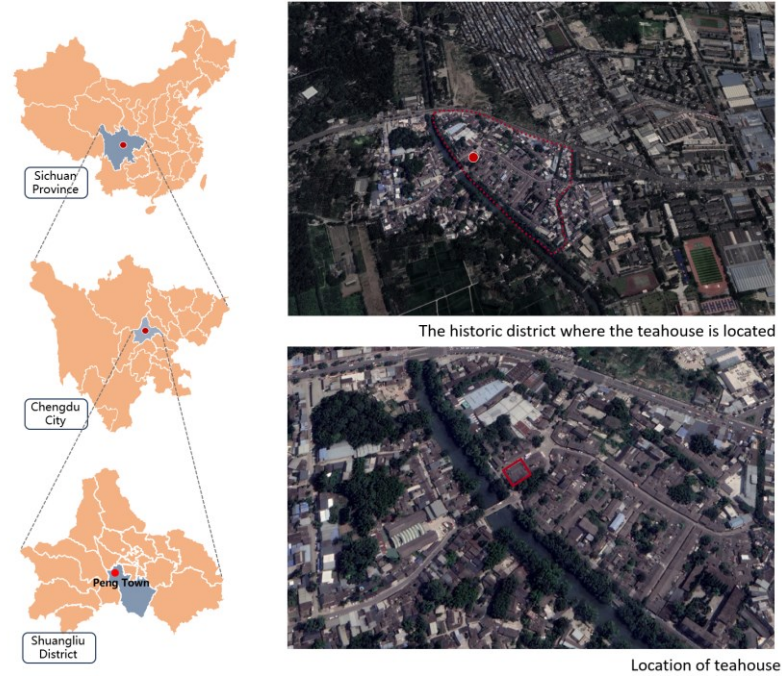 Sichuan
Province
Chengdu
City
Peng Town
Shuangliu
District
The historic district where the teahouse is located
Location of teahouse